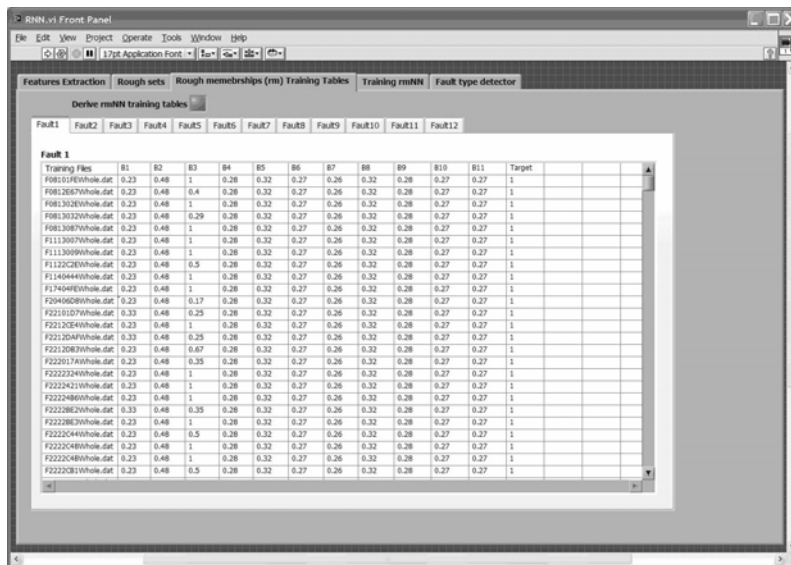 RNN.vi Front Panel
File Edit View Project Operate Tools Window Help
17pt Application Font
Features Extraction Rough sets Rough memebrships (rm) Training Tables Training rmNN Fault type detector
Derive rmNN training tables
Fault1 Fault2 Fault3 Fault4 Fault5 Fault6 Fault7 Fault8 Fault9 Fault10 Fault11 Fault12
Fault 1
Training Files B1 B2 B3 B4 B5 B6 B7 B8 B9 B10 B11 Target
F08101FEWhole.dat 0.23 0.48 1 0.28 0.32 0.27 0.26 0.32 0.28 0.27 0.27 1
F0812E67Whole.dat 0.23 0.48 0.4 0.28 0.32 0.27 0.26 0.32 0.28 0.27 0.27 1
F081302EWhole.dat 0.23 0.48 1 0.28 0.32 0.27 0.26 0.32 0.28 0.27 0.27 1
F0813032Whole.dat 0.23 0.48 0.29 0.28 0.32 0.27 0.26 0.32 0.28 0.27 0.27 1
F0813087Whole.dat 0.23 0.48 1 0.28 0.32 0.27 0.26 0.32 0.28 0.27 0.27 1
F1113007Whole.dat 0.23 0.48 1 0.28 0.32 0.27 0.26 0.32 0.28 0.27 0.27 1
F1113009Whole.dat 0.23 0.48 1 0.28 0.32 0.27 0.26 0.32 0.28 0.27 0.27 1
F1122C2EWhole.dat 0.23 0.48 0.5 0.28 0.32 0.27 0.26 0.32 0.28 0.27 0.27 1
F1140444Whole.dat 0.23 0.48 1 0.28 0.32 0.27 0.26 0.32 0.28 0.27 0.27 1
F17404FEWhole.dat 0.23 0.48 1 0.28 0.32 0.27 0.26 0.32 0.28 0.27 0.27 1
F20406D8Whole.dat 0.23 0.48 0.17 0.28 0.32 0.27 0.26 0.32 0.28 0.27 0.27 1
F22101D7Whole.dat 0.33 0.48 0.25 0.28 0.32 0.27 0.26 0.32 0.28 0.27 0.27 1
F2212CE4Whole.dat 0.23 0.48 1 0.28 0.32 0.27 0.26 0.32 0.28 0.27 0.27 1
F2212DAFWhole.dat 0.33 0.48 0.25 0.28 0.32 0.27 0.26 0.32 0.28 0.27 0.27 1
F2212DB3Whole.dat 0.23 0.48 0.67 0.28 0.32 0.27 0.26 0.32 0.28 0.27 0.27 1
F222017AWhole.dat 0.23 0.48 0.35 0.28 0.32 0.27 0.26 0.32 0.28 0.27 0.27 1
F2222324Whole.dat 0.23 0.48 1 0.28 0.32 0.27 0.26 0.32 0.28 0.27 0.27 1
F2222421Whole.dat 0.23 0.48 1 0.28 0.32 0.27 0.26 0.32 0.28 0.27 0.27 1
F22224B6Whole.dat 0.23 0.48 1 0.28 0.32 0.27 0.26 0.32 0.28 0.27 0.27 1
F2222BE2Whole.dat 0.33 0.48 0.35 0.28 0.32 0.27 0.26 0.32 0.28 0.27 0.27 1
F2222BE3Whole.dat 0.23 0.48 1 0.28 0.32 0.27 0.26 0.32 0.28 0.27 0.27 1
F2222C44Whole.dat 0.23 0.48 0.5 0.28 0.32 0.27 0.26 0.32 0.28 0.27 0.27 1
F2222C4BWhole.dat 0.23 0.48 1 0.28 0.32 0.27 0.26 0.32 0.28 0.27 0.27 1
F2222C4BWhole.dat 0.23 0.48 1 0.28 0.32 0.27 0.26 0.32 0.28 0.27 0.27 1
F2222CB1Whole.dat 0.23 0.48 0.5 0.28 0.32 0.27 0.26 0.32 0.28 0.27 0.27 1